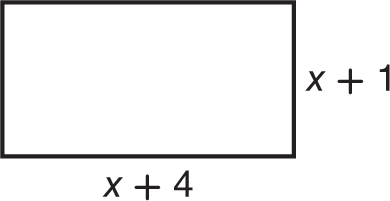 x + 1
x + 4